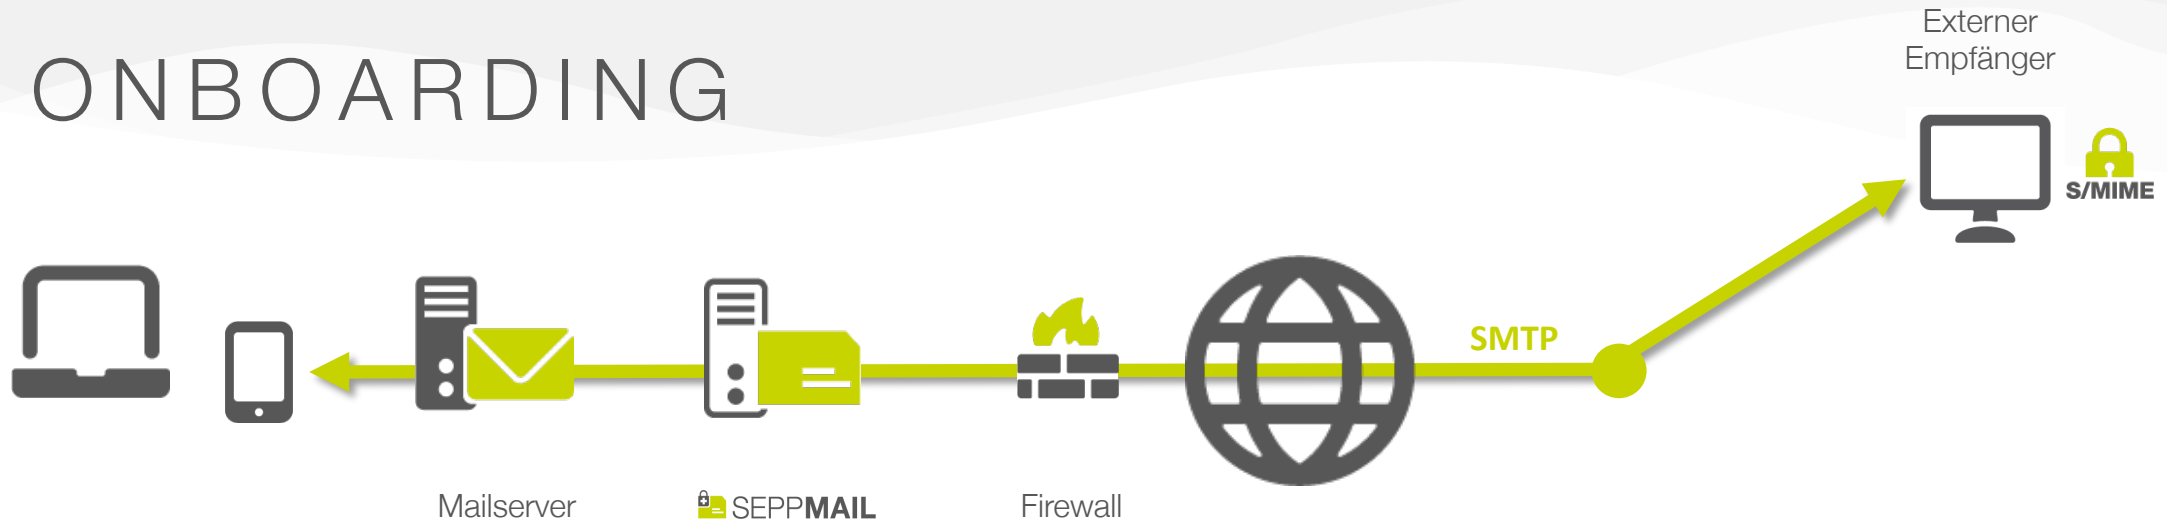 ONBOARDING
Externer
Empfänger
S/MIME
SMTP
Mailserver
SEPPMAIL
Firewall